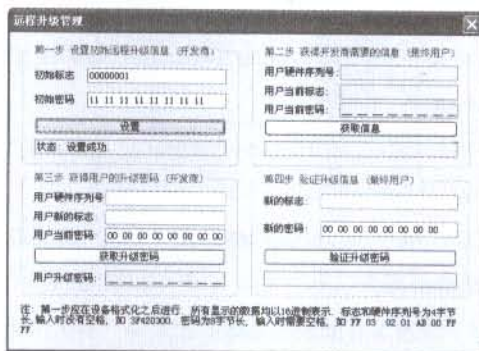 远程升级管理
第一步 设置初始远程升级信息（开发商）
初始标志 00000001
初始密码 11 11 11 11 11 11 11 11
设置
状态：设置成功
第二步 获得开发商需要的信息（最终用户）
用户硬件序列号：
用户当前标志：
用户当前密码：
获取信息
第三步 获得用户的升级密码（开发商）
用户硬件序列号
用户新的标志
用户当前密码 00 00 00 00 00 00 00 00
获取升级密码
用户升级密码：
第四步 验证升级信息（最终用户）
新的标志：
新的密码： 00 00 00 00 00 00 00 00
验证升级密码
注：第一步应在设备格式化之后进行．所有显示的数据均以16进制表示．标志和硬件序列号为4字节
长,输入时没有空格，如 3F420300．密码为8字节长，输入时需要空格，如 FF 03 02 01 AB 00 FF
FF